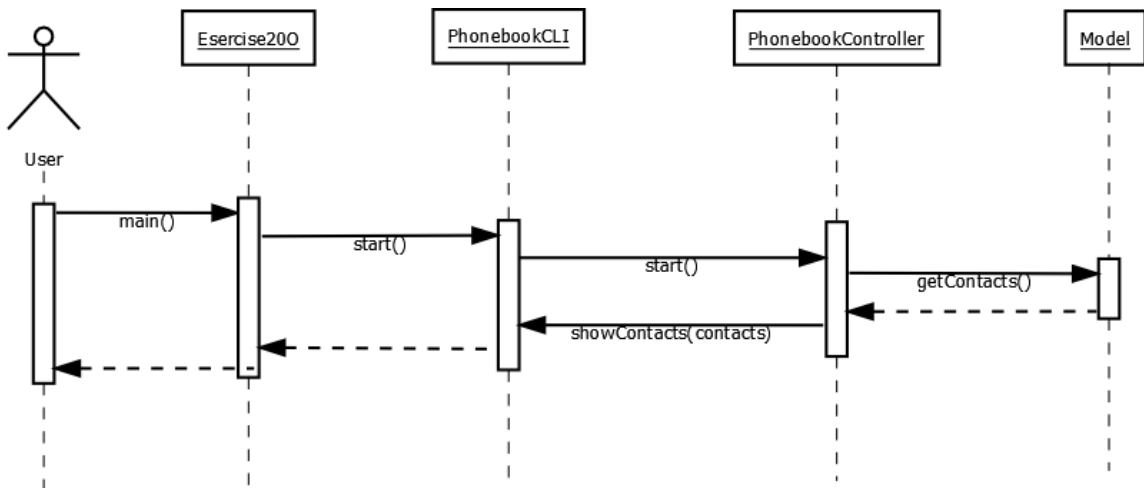 Esercise20O
PhonebookCLI
PhonebookController
Model
User
main()
start()
start()
getContacts()
showContacts(contacts)